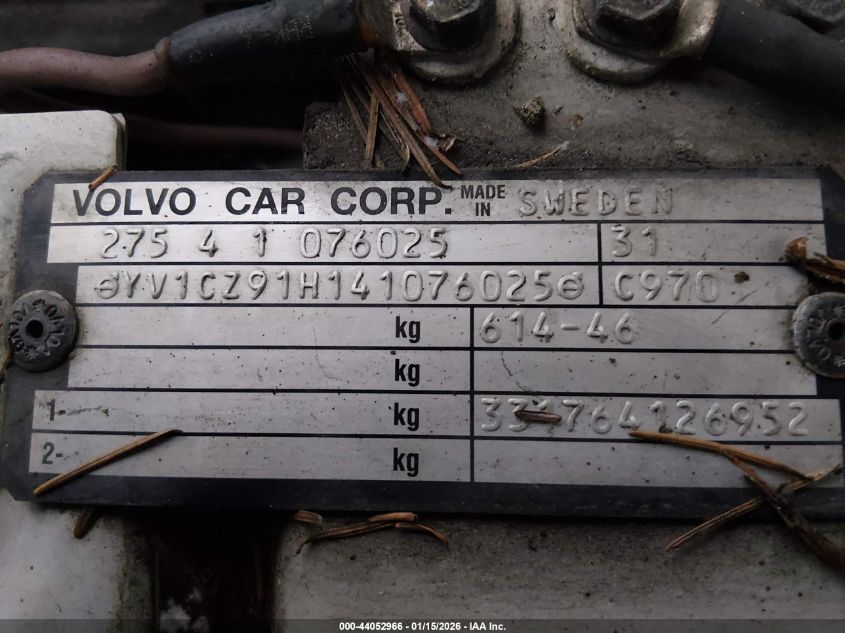 VOLVO CAR CORP. MADE IN SWEDEN
275 4 1 076025 31
YV1CZ91H141076025 C970
kg 614-46
kg
1- kg
2- kg
000-44052966 - 01/15/2026 - IAA Inc.